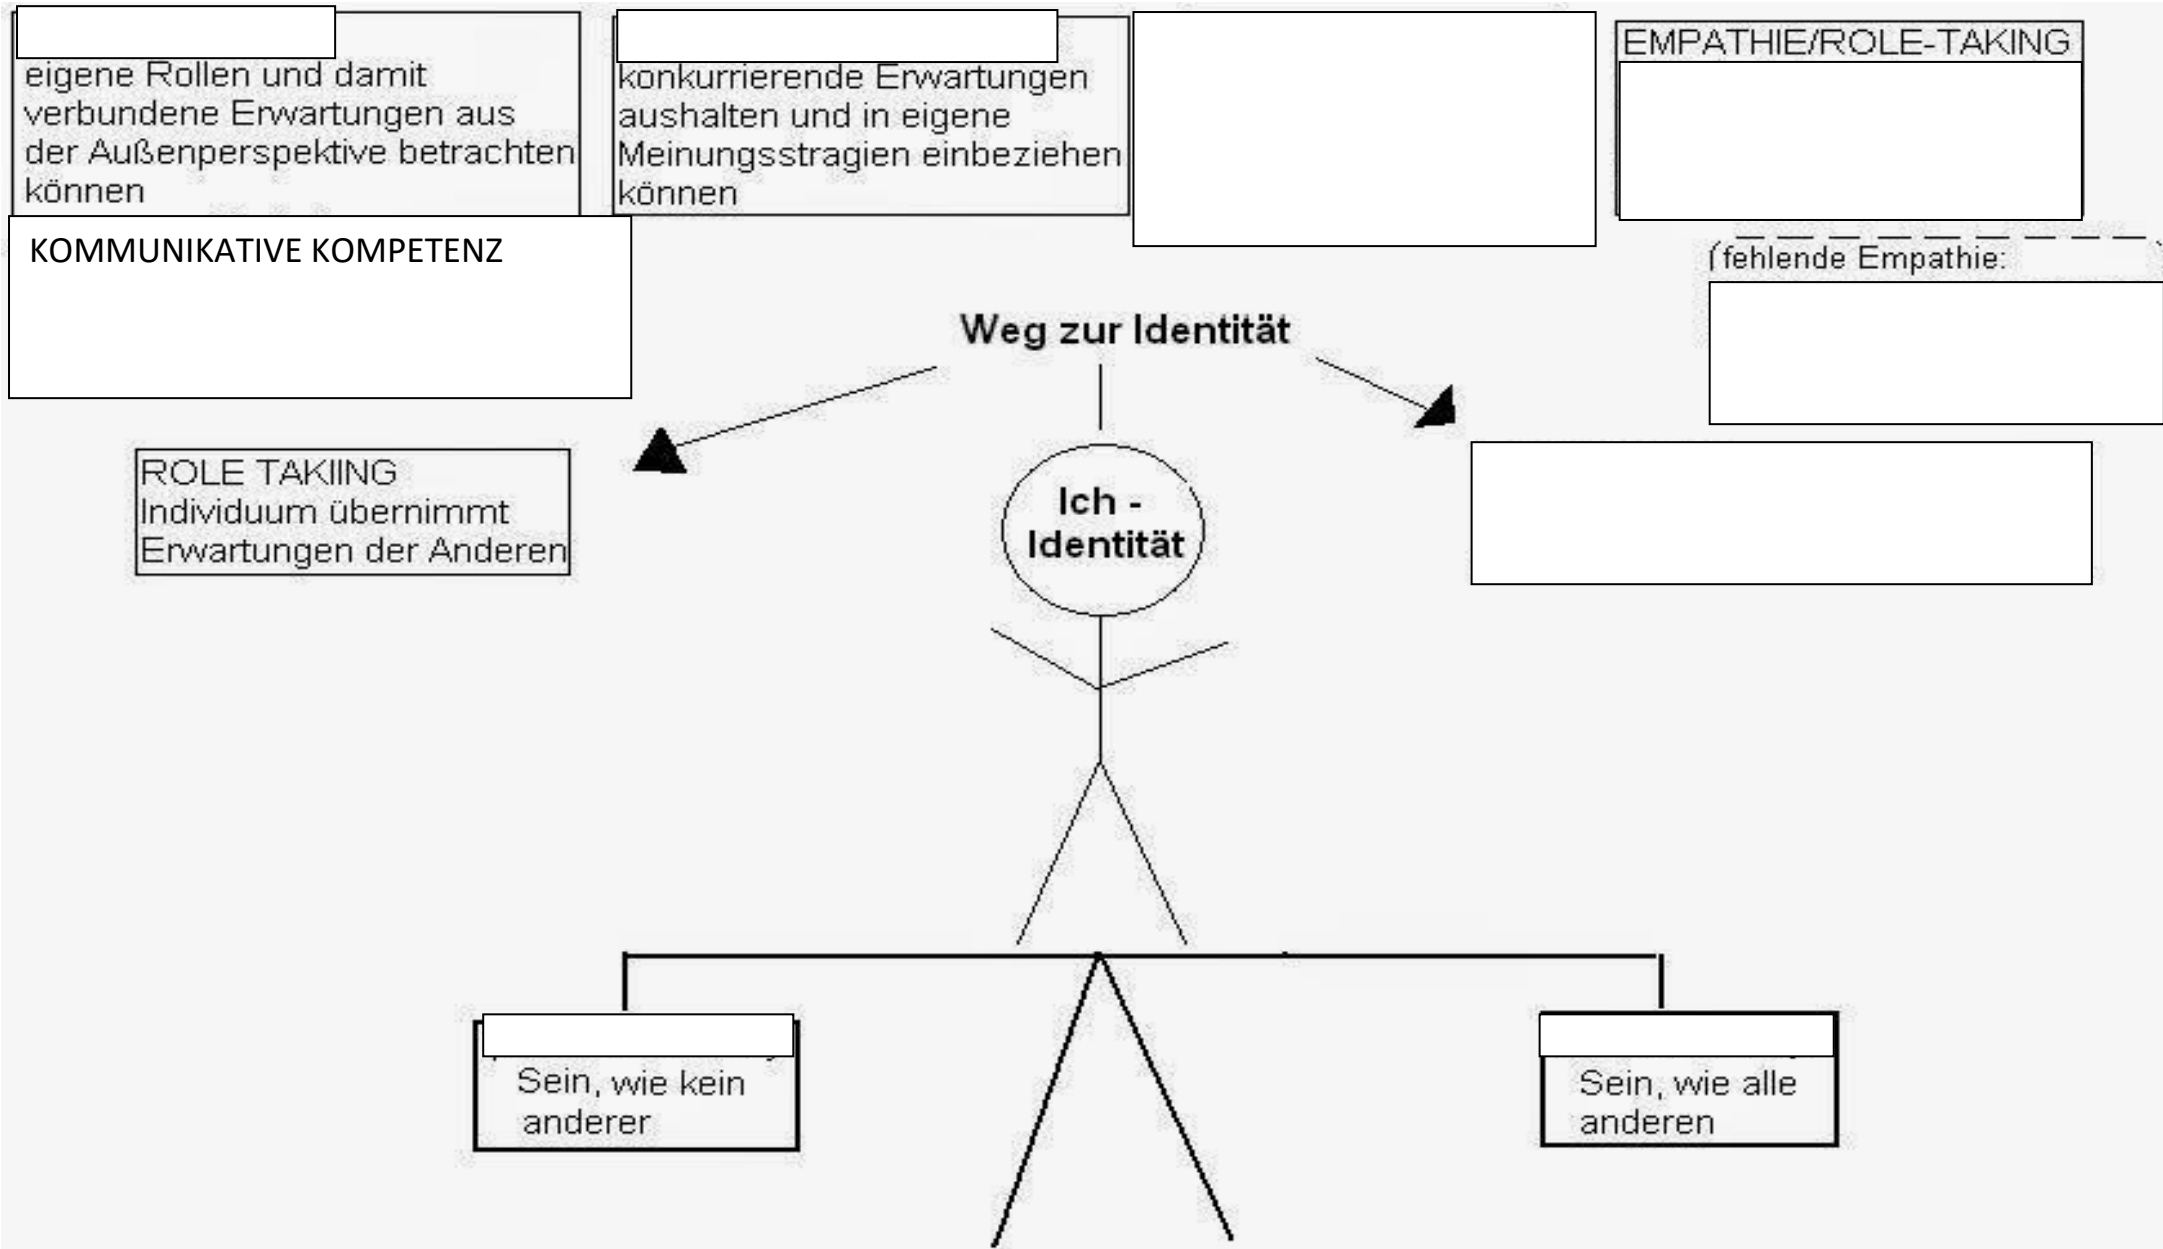 eigene Rollen und damit
verbundene Erwartungen aus
der Außenperspektive betrachten
können
konkurrierende Erwartungen
aushalten und in eigene
Meinungsstragien einbeziehen
können
EMPATHIE/ROLE-TAKING
KOMMUNIKATIVE KOMPETENZ
(fehlende Empathie:
Weg zur Identität
ROLE TAKIING
Individuum übernimmt
Erwartungen der Anderen
Ich -
Identität
Sein, wie kein
anderer
Sein, wie alle
anderen